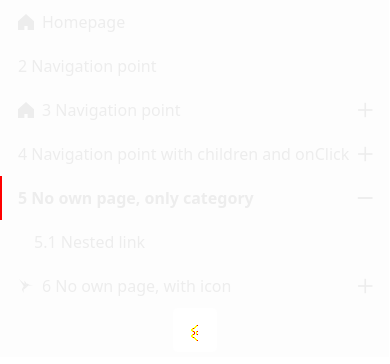 Homepage
2 Navigation point
3 Navigation point
4 Navigation point with children and onClick
5 No own page, only category
5.1 Nested link
6 No own page, with icon